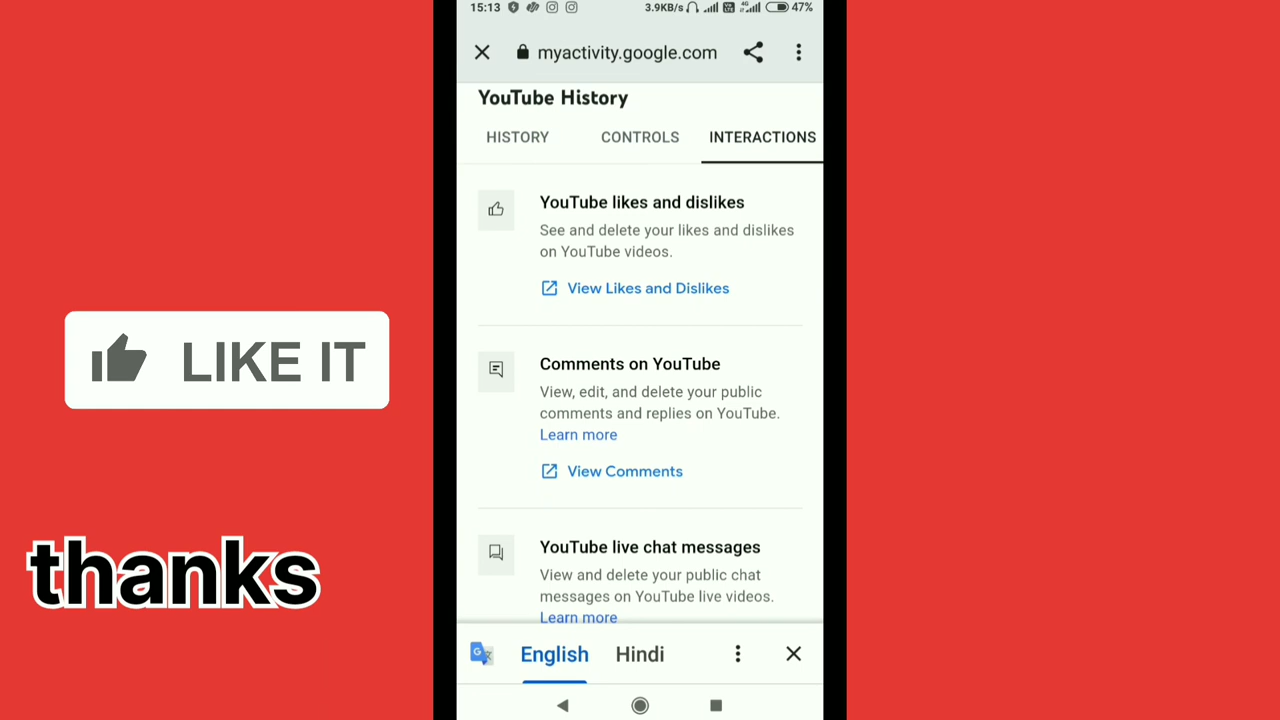 15:13 3.9KB/s 4G 47%
myactivity.google.com
YouTube History
HISTORY CONTROLS INTERACTIONS
YouTube likes and dislikes
See and delete your likes and dislikes
on YouTube videos.
View Likes and Dislikes
Comments on YouTube
View, edit, and delete your public
comments and replies on YouTube.
Learn more
View Comments
YouTube live chat messages
View and delete your public chat
messages on YouTube live videos.
Learn more
English Hindi
LIKE IT
thanks